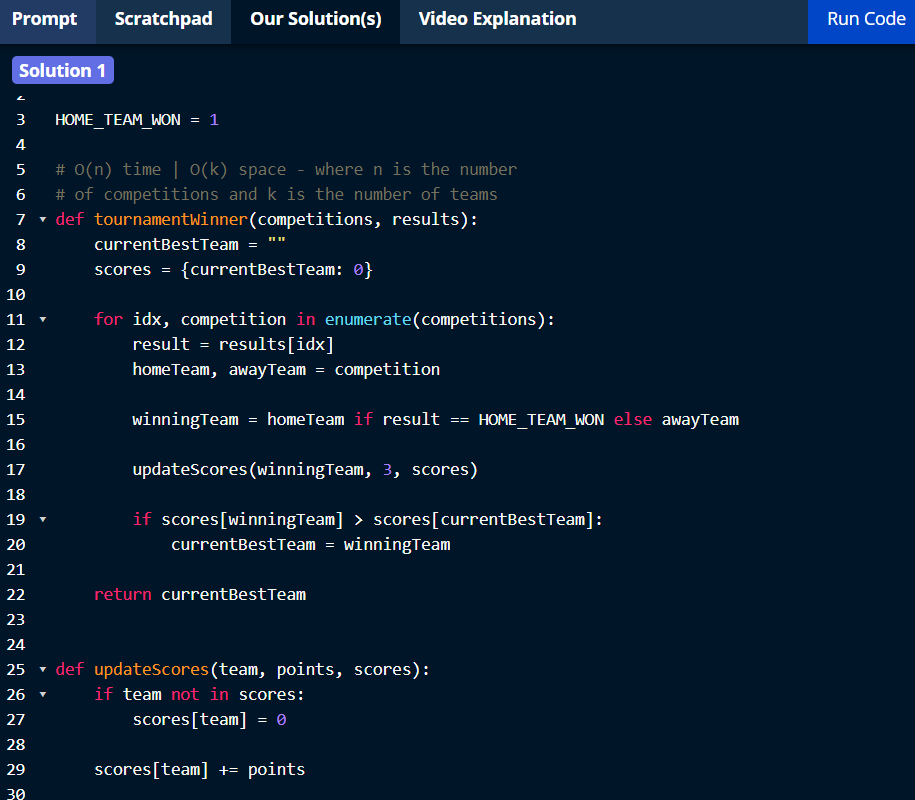 Prompt Scratchpad Our Solution(s) Video Explanation Run Code
Solution 1
2
3 HOME_TEAM_WON = 1
4
5 # O(n) time | O(k) space - where n is the number
6 # of competitions and k is the number of teams
7 def tournamentWinner(competitions, results):
8     currentBestTeam = ""
9     scores = {currentBestTeam: 0}
10
11     for idx, competition in enumerate(competitions):
12         result = results[idx]
13         homeTeam, awayTeam = competition
14
15         winningTeam = homeTeam if result == HOME_TEAM_WON else awayTeam
16
17         updateScores(winningTeam, 3, scores)
18
19         if scores[winningTeam] > scores[currentBestTeam]:
20             currentBestTeam = winningTeam
21
22     return currentBestTeam
23
24
25 def updateScores(team, points, scores):
26     if team not in scores:
27         scores[team] = 0
28
29     scores[team] += points
30